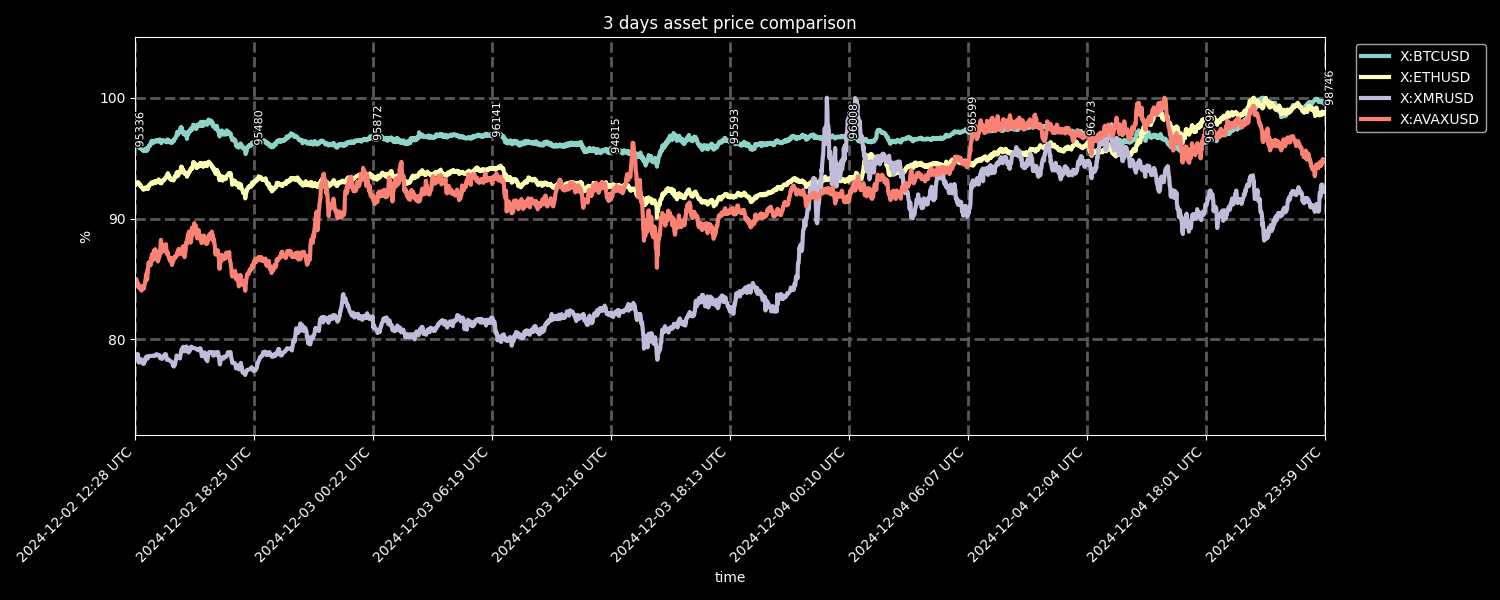 3 days asset price comparison
X:BTCUSD
X:ETHUSD
X:XMRUSD
X:AVAXUSD
100
90
80
%
95336
95480
95872
96141
94815
95593
96008
96599
96273
95692
98746
2024-12-02 12:28 UTC
2024-12-02 18:25 UTC
2024-12-03 00:22 UTC
2024-12-03 06:19 UTC
2024-12-03 12:16 UTC
2024-12-03 18:13 UTC
2024-12-04 00:10 UTC
2024-12-04 06:07 UTC
2024-12-04 12:04 UTC
2024-12-04 18:01 UTC
2024-12-04 23:59 UTC
time